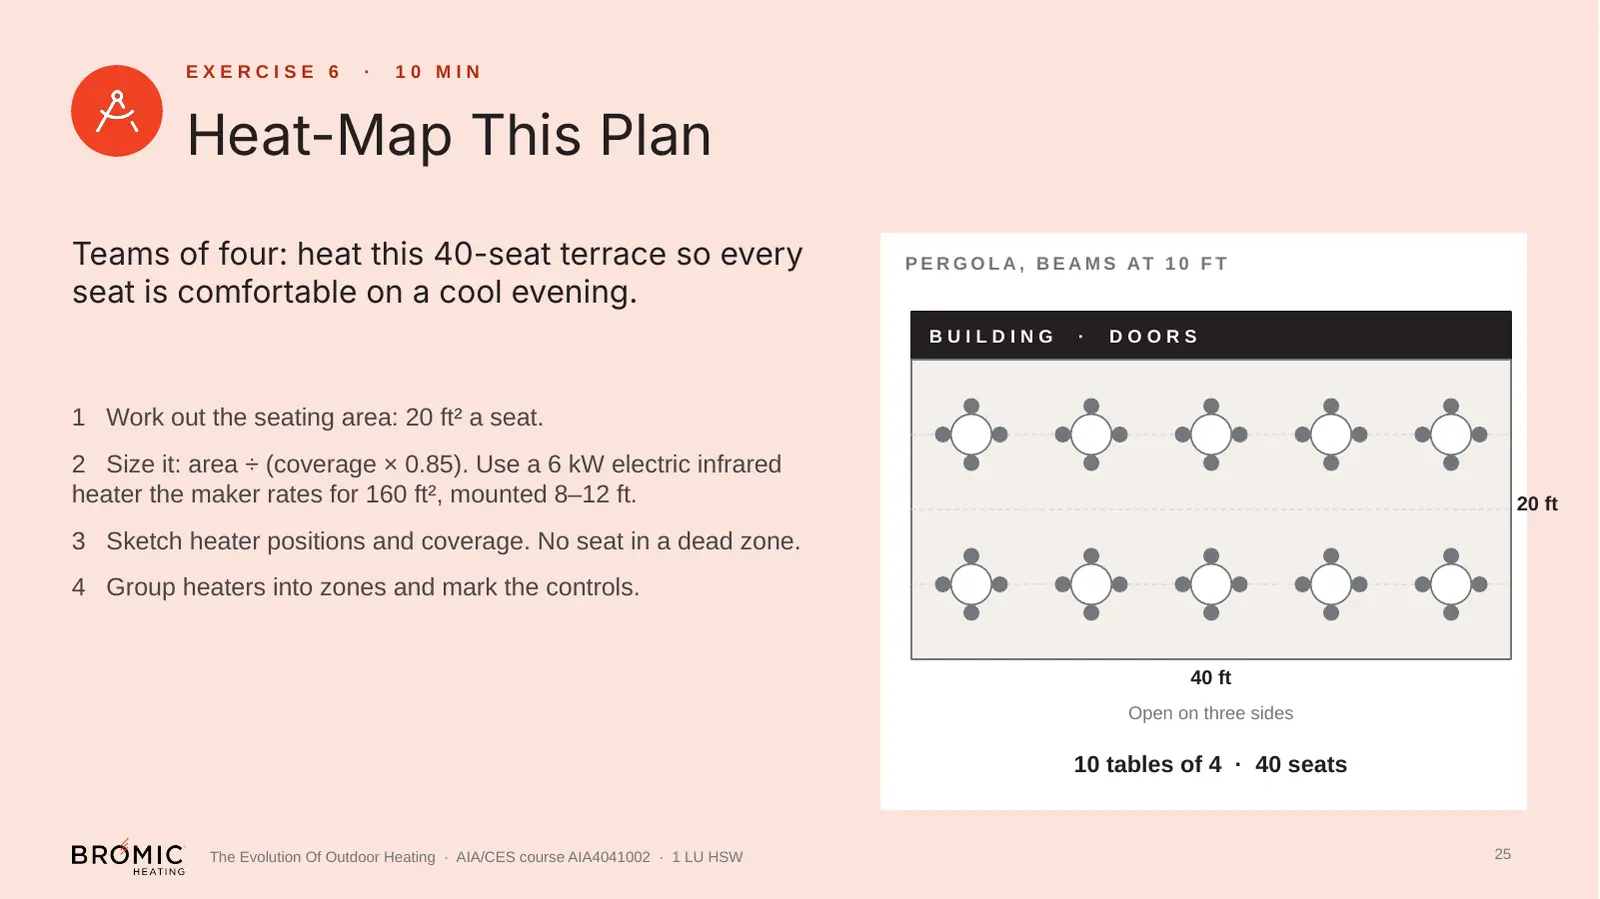 EXERCISE 6 · 10 MIN
Heat-Map This Plan
Teams of four: heat this 40-seat terrace so every
seat is comfortable on a cool evening.
1 Work out the seating area: 20 ft² a seat.
2 Size it: area ÷ (coverage × 0.85). Use a 6 kW electric infrared
heater the maker rates for 160 ft², mounted 8–12 ft.
3 Sketch heater positions and coverage. No seat in a dead zone.
4 Group heaters into zones and mark the controls.
PERGOLA, BEAMS AT 10 FT
BUILDING · DOORS
20 ft
40 ft
Open on three sides
10 tables of 4 · 40 seats
BROMIC
HEATING
The Evolution Of Outdoor Heating · AIA/CES course AIA4041002 · 1 LU HSW
25